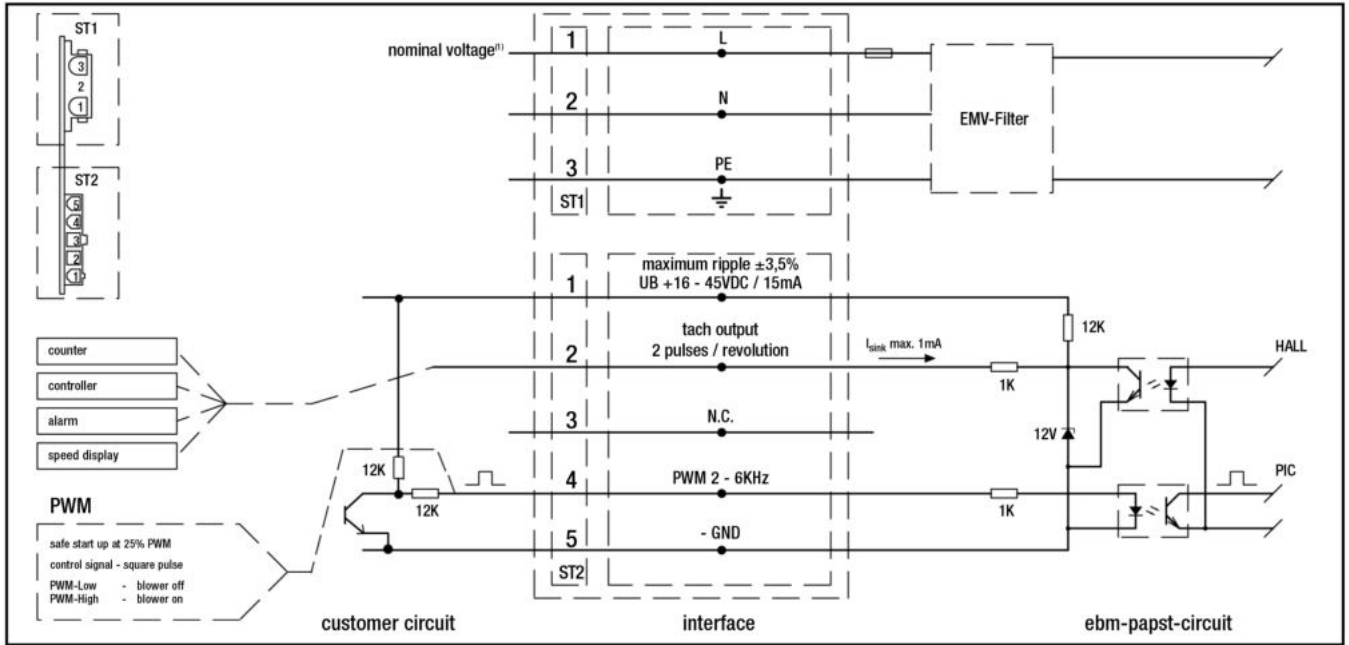 ST1
3
2
1
ST2
5
4
3
2
1
nominal voltage(1)
1
L
2
N
3
PE
ST1
EMV-Filter
maximum ripple ±3,5%
1
UB +16 - 45VDC / 15mA
tach output
2
2 pulses / revolution
Isink max. 1mA
12K
1K
HALL
3
N.C.
12V
4
PWM 2 - 6KHz
12K
12K
1K
PIC
5
- GND
ST2
counter
controller
alarm
speed display
PWM
safe start up at 25% PWM
control signal - square pulse
PWM-Low - blower off
PWM-High - blower on
customer circuit
interface
ebm-papst-circuit